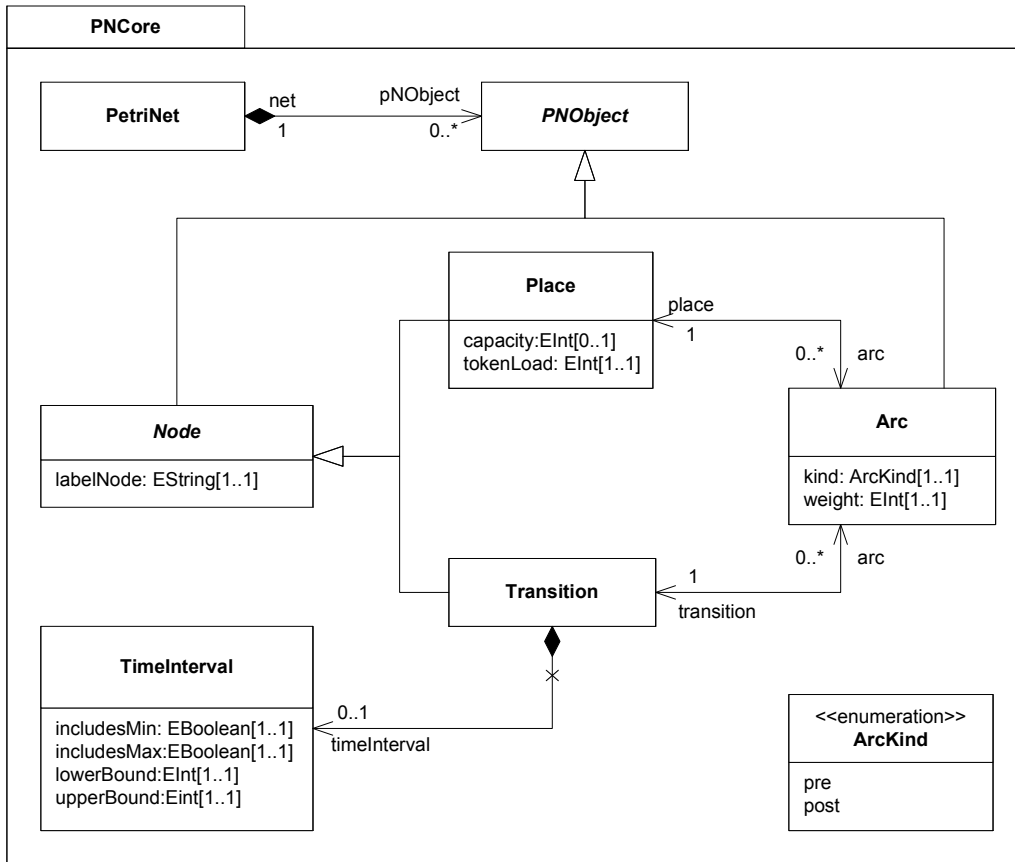 PNCore
PetriNet
net
1
pNObject
0..*
PNObject
Place
capacity:EInt[0..1]
tokenLoad: EInt[1..1]
place
1
0..*
arc
Node
labelNode: EString[1..1]
Arc
kind: ArcKind[1..1]
weight: EInt[1..1]
0..*
arc
Transition
1
transition
TimeInterval
includesMin: EBoolean[1..1]
includesMax:EBoolean[1..1]
lowerBound:EInt[1..1]
upperBound:Eint[1..1]
0..1
timeInterval
<<enumeration>>
ArcKind
pre
post